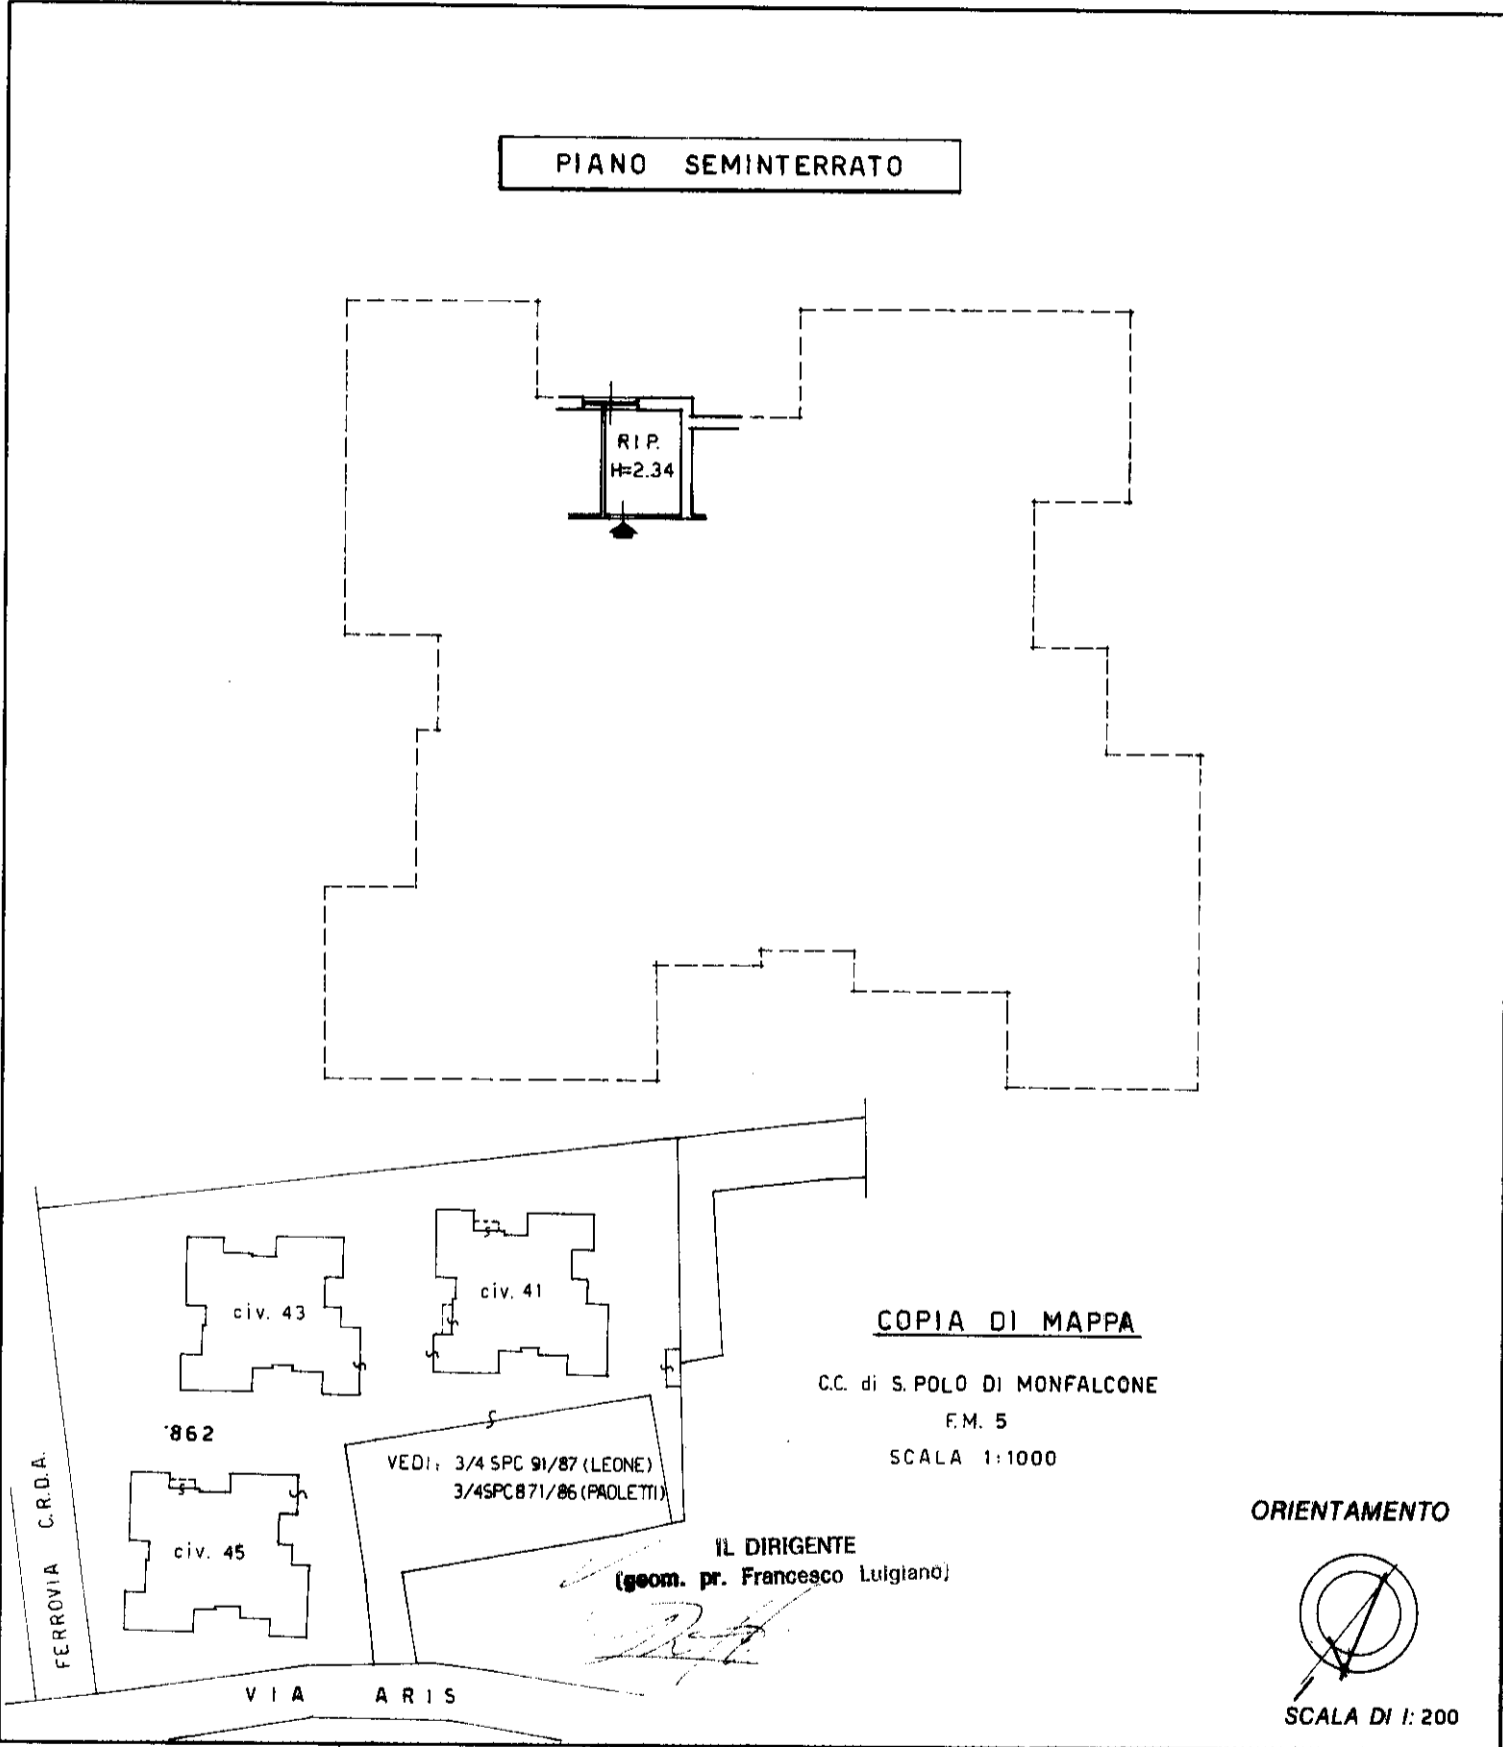 PIANO SEMINTERRATO
RIP.
H=2.34
civ. 43
civ. 41
COPIA DI MAPPA
C.C. di S. POLO DI MONFALCONE
F.M. 5
SCALA 1:1000
·862
VEDI: 3/4 SPC 91/87 (LEONE)
3/4SPC871/86 (PAOLETTI)
FERROVIA C.R.D.A.
civ. 45
IL DIRIGENTE
(geom. pr. Francesco Luigiano)
ORIENTAMENTO
VIA ARIS
SCALA DI 1:200